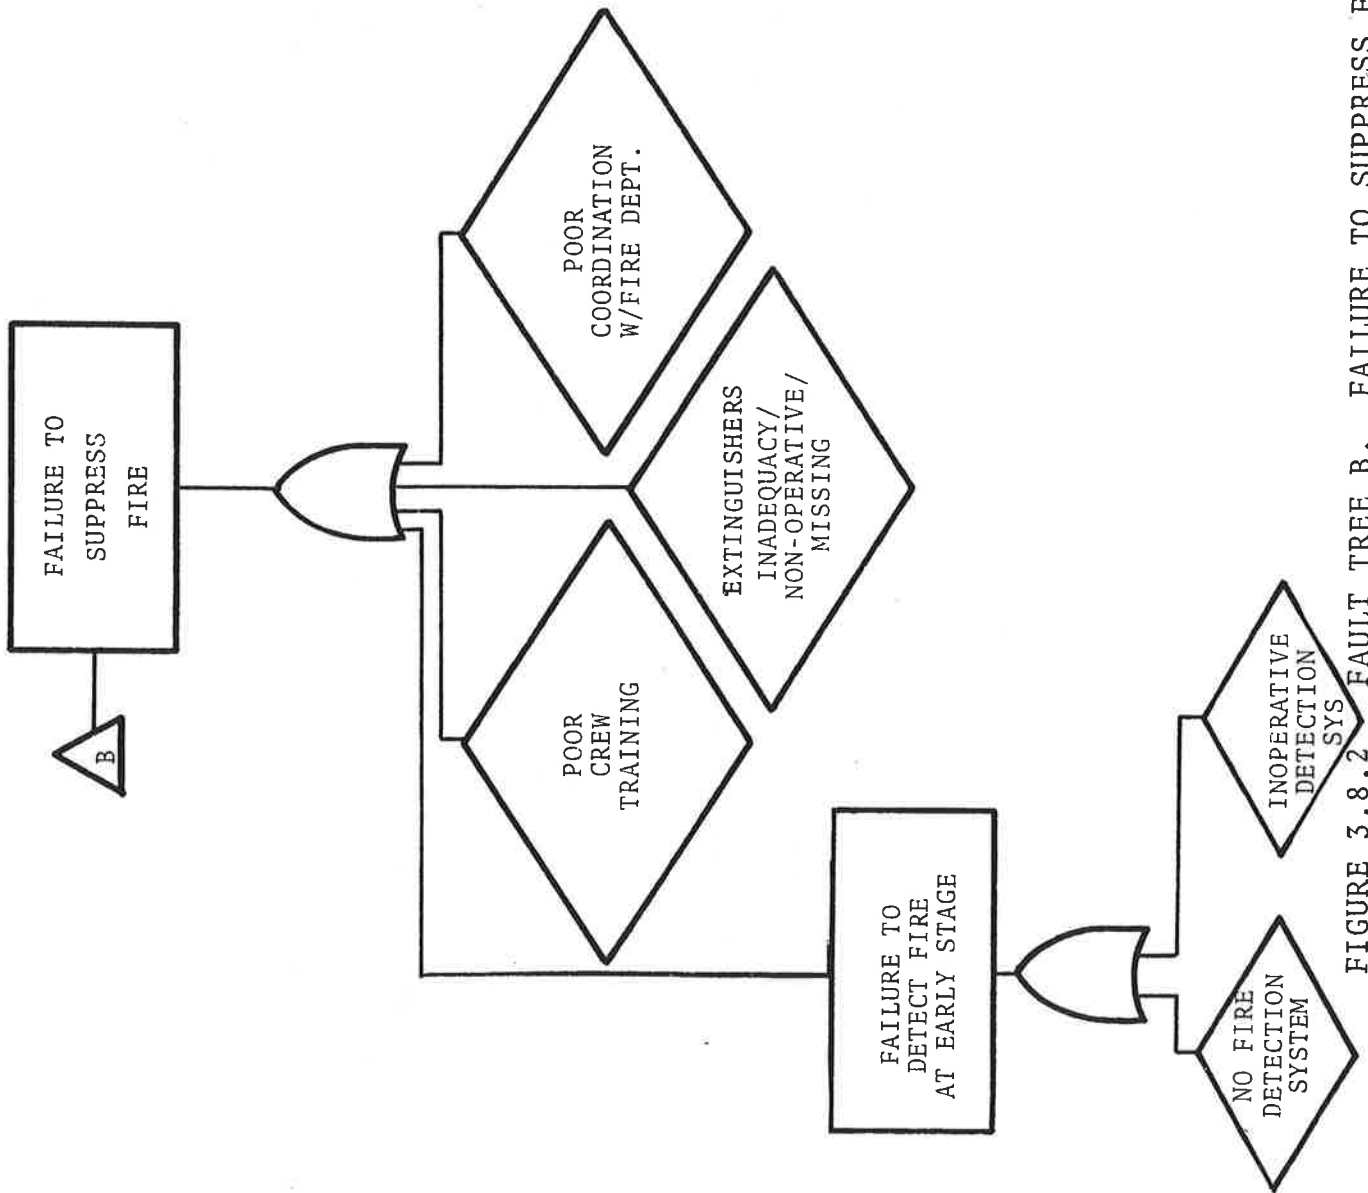 B
FAILURE TO
SUPPRESS
FIRE
POOR
CREW
TRAINING
EXTINGUISHERS
INADEQUACY/
NON-OPERATIVE/
MISSING
POOR
COORDINATION
W/FIRE DEPT.
FAILURE TO
DETECT FIRE
AT EARLY STAGE
NO FIRE
DETECTION
SYSTEM
INOPERATIVE
DETECTION
SYS
FIGURE 3.8.2 FAULT TREE B. FAILURE TO SUPPRESS